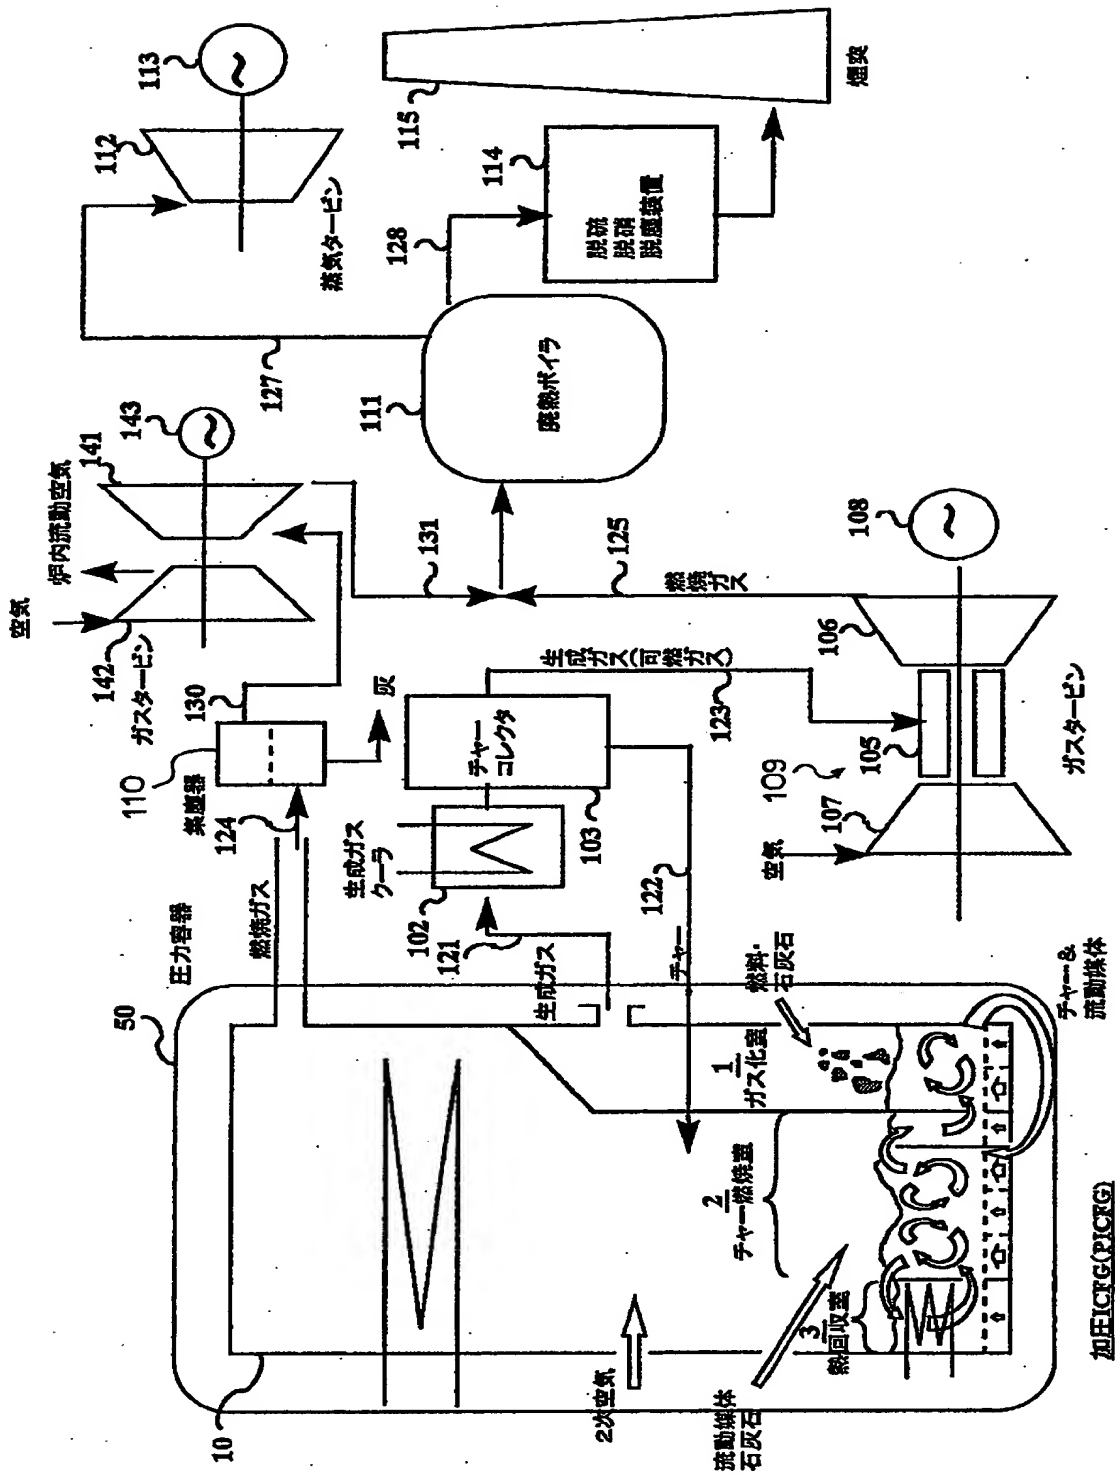 圧力容器
50
10
燃焼ガス
124
集塵器
110
130
灰
空気
142
ガスタービン
炉内流動空気
141
143
131
127
112
蒸気タービン
113
111
廃熱ボイラ
128
114
脱硫
脱硝
脱塵装置
115
煙突
生成ガス
121
102
生成ガス
クーラ
チャー
コレクタ
103
122
チャー
生成ガス(可燃ガス)
123
燃焼ガス
125
空気
107
109
105
106
ガスタービン
108
燃料・
石灰石
1
ガス化室
2
チャー燃焼室
3
熱回収室
2次空気
流動媒体
石灰石
チャー&
流動媒体
加圧ICFG(PICFG)